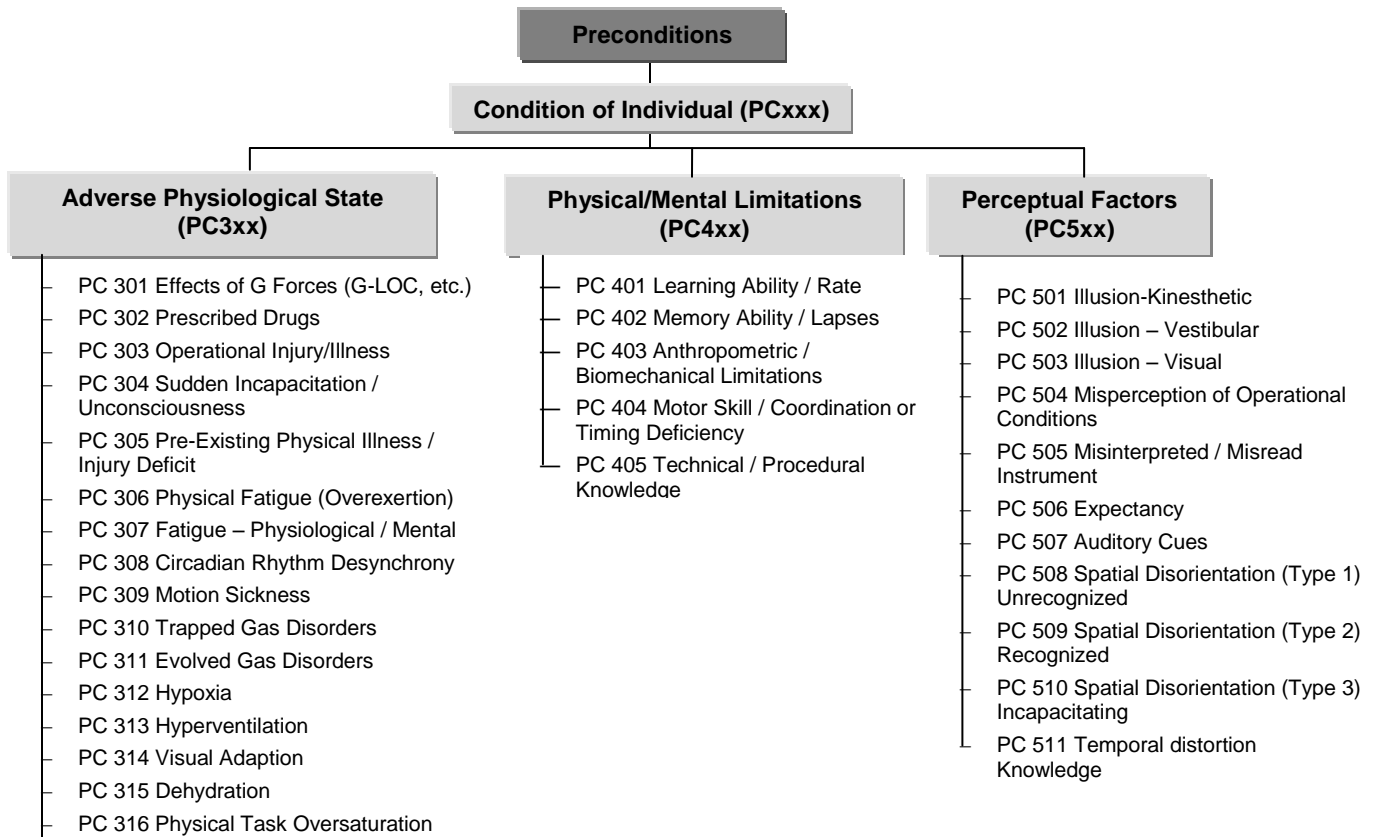 Preconditions
Condition of Individual (PCxxx)
Adverse Physiological State
(PC3xx)
PC 301 Effects of G Forces (G-LOC, etc.)
PC 302 Prescribed Drugs
PC 303 Operational Injury/Illness
PC 304 Sudden Incapacitation /
Unconsciousness
PC 305 Pre-Existing Physical Illness /
Injury Deficit
PC 306 Physical Fatigue (Overexertion)
PC 307 Fatigue – Physiological / Mental
PC 308 Circadian Rhythm Desynchrony
PC 309 Motion Sickness
PC 310 Trapped Gas Disorders
PC 311 Evolved Gas Disorders
PC 312 Hypoxia
PC 313 Hyperventilation
PC 314 Visual Adaption
PC 315 Dehydration
PC 316 Physical Task Oversaturation
Physical/Mental Limitations
(PC4xx)
PC 401 Learning Ability / Rate
PC 402 Memory Ability / Lapses
PC 403 Anthropometric /
Biomechanical Limitations
PC 404 Motor Skill / Coordination or
Timing Deficiency
PC 405 Technical / Procedural
Knowledge
Perceptual Factors
(PC5xx)
PC 501 Illusion-Kinesthetic
PC 502 Illusion – Vestibular
PC 503 Illusion – Visual
PC 504 Misperception of Operational
Conditions
PC 505 Misinterpreted / Misread
Instrument
PC 506 Expectancy
PC 507 Auditory Cues
PC 508 Spatial Disorientation (Type 1)
Unrecognized
PC 509 Spatial Disorientation (Type 2)
Recognized
PC 510 Spatial Disorientation (Type 3)
Incapacitating
PC 511 Temporal distortion
Knowledge